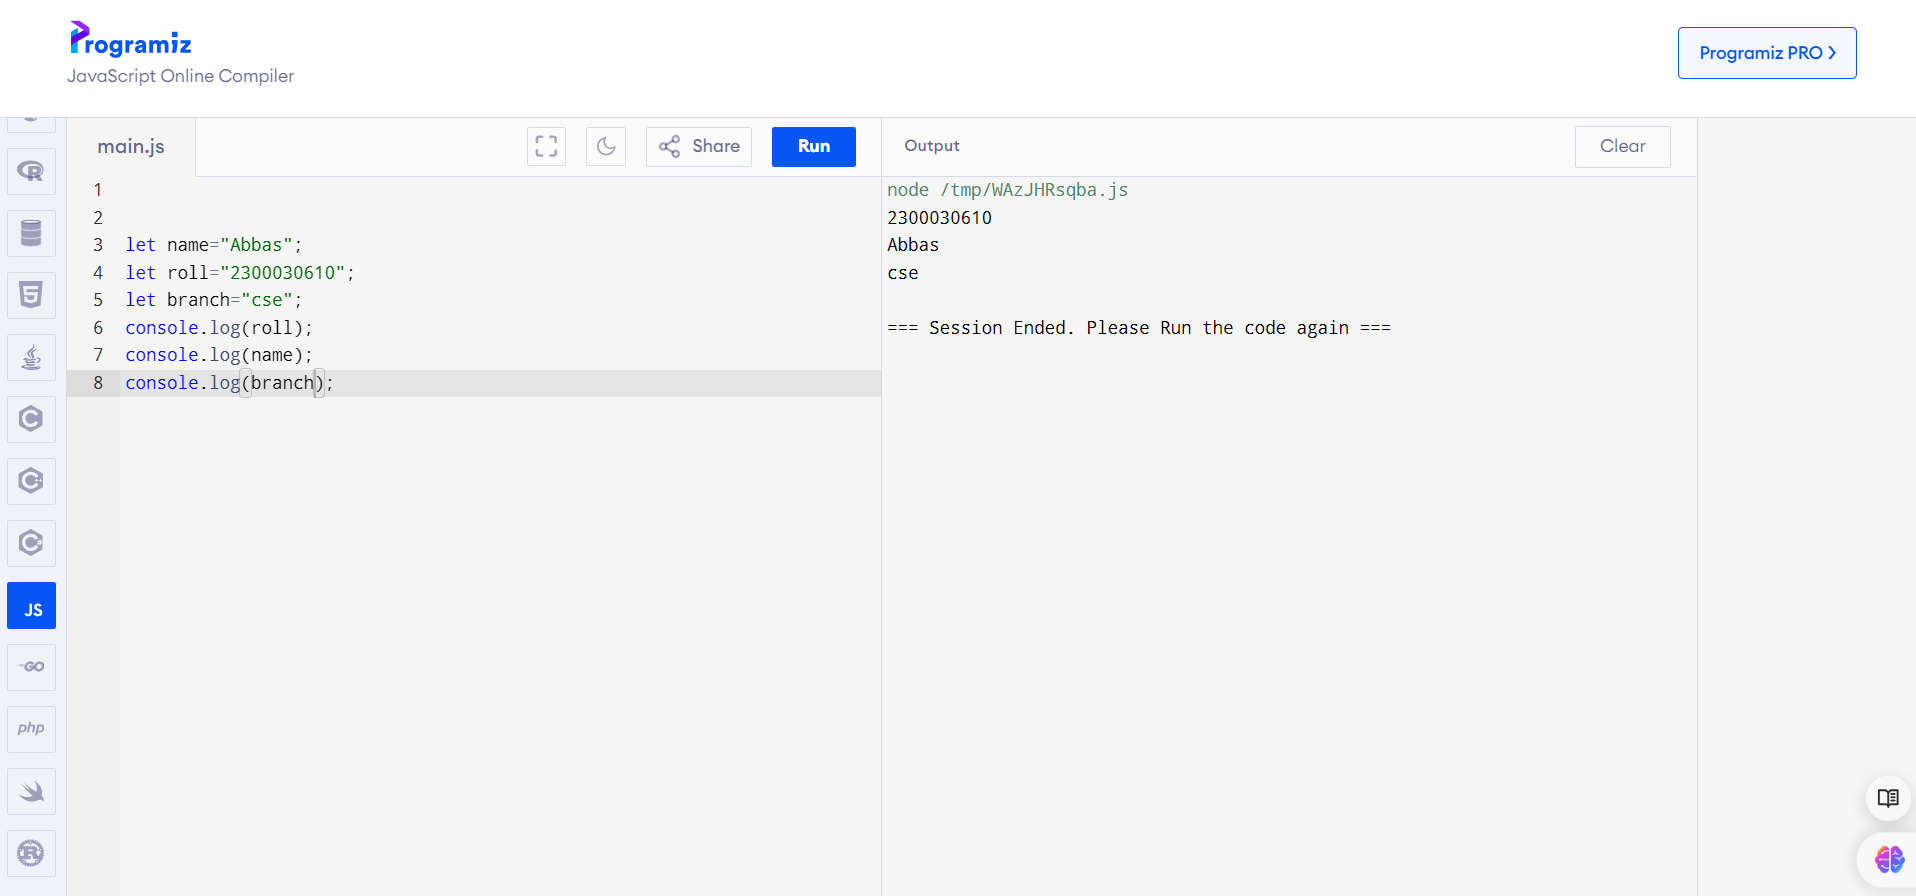 Programiz
JavaScript Online Compiler
Programiz PRO
main.js
Share
Run
Output
Clear
1
2
3 let name="Abbas";
4 let roll="2300030610";
5 let branch="cse";
6 console.log(roll);
7 console.log(name);
8 console.log(branch);
node /tmp/WAzJHRsqba.js
2300030610
Abbas
cse
=== Session Ended. Please Run the code again ===
R
5
C
C
C
JS
GO
php
R